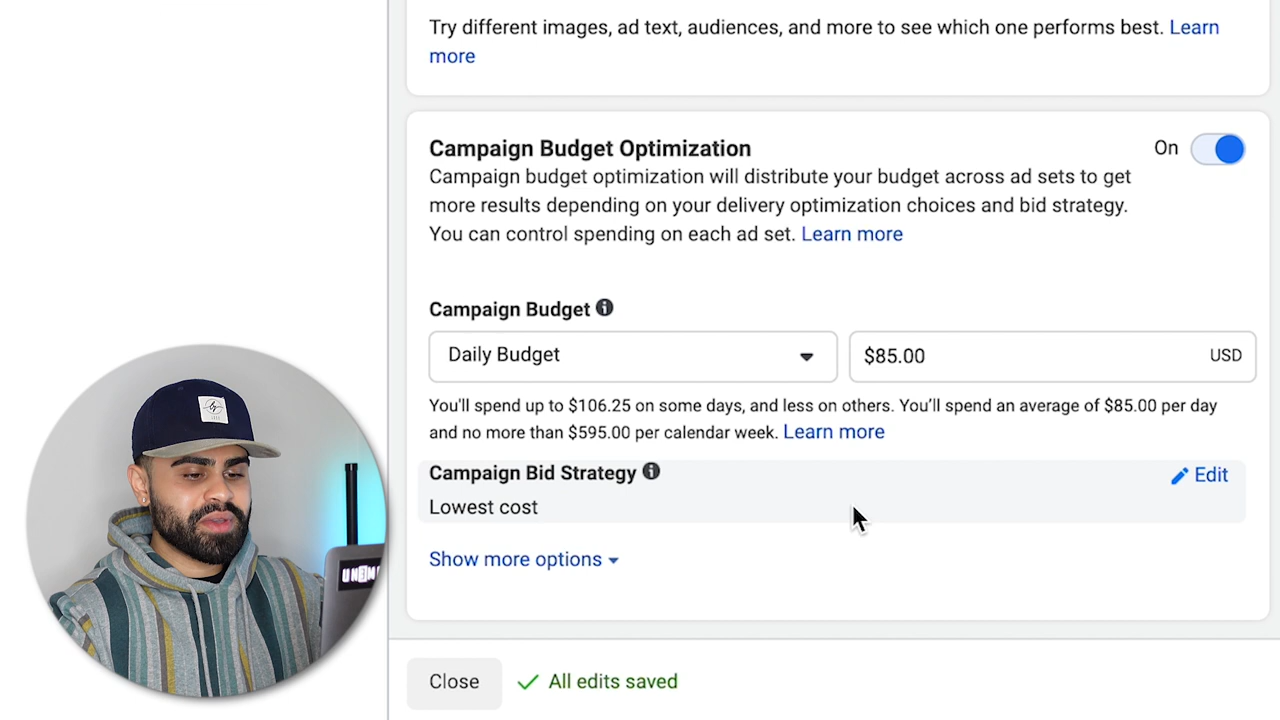 Try different images, ad text, audiences, and more to see which one performs best. Learn
more
Campaign Budget Optimization
On
Campaign budget optimization will distribute your budget across ad sets to get
more results depending on your delivery optimization choices and bid strategy.
You can control spending on each ad set. Learn more
Campaign Budget
Daily Budget
$85.00 USD
You'll spend up to $106.25 on some days, and less on others. You’ll spend an average of $85.00 per day
and no more than $595.00 per calendar week. Learn more
Campaign Bid Strategy
Edit
Lowest cost
Show more options
Close
All edits saved